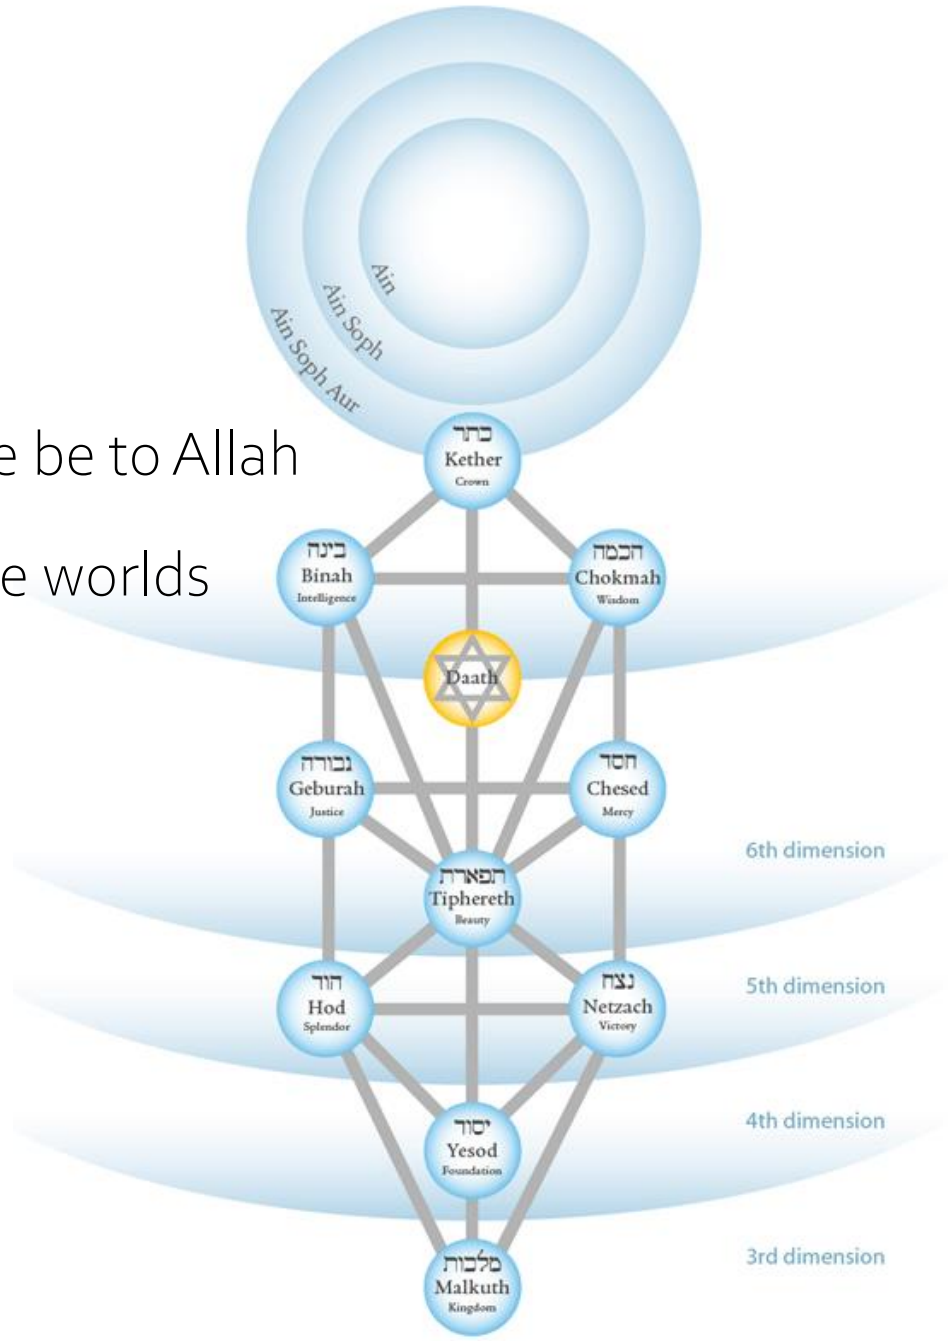 Ain
Ain Soph
Ain Soph Aur
e be to Allah
e worlds
כתר
Kether
Crown
בינה
Binah
Intelligence
חכמה
Chokmah
Wisdom
Daath
גבורה
Geburah
Justice
חסד
Chesed
Mercy
6th dimension
תפארת
Tiphereth
Beauty
הוד
Hod
Splendor
נצח
Netzach
Victory
5th dimension
4th dimension
יסוד
Yesod
Foundation
3rd dimension
מלכות
Malkuth
Kingdom